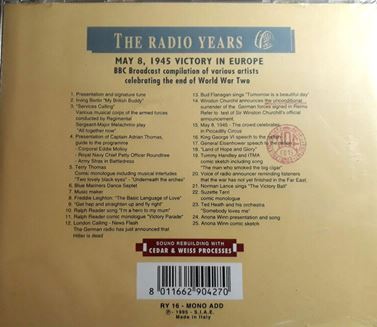 THE RADIO YEARS
MAY 8, 1945 VICTORY IN EUROPE
BBC Broadcast compilation of various artists
celebrating the end of World War Two
1. Presentation and signature tune
2. Irving Berlin "My British Buddy"
3. "Services Calling"
Various musical corps of the armed forces
conducted by Regimental
Sergeant-Major Melachrino play
"All together now"
4. Presentation of Captain Adrian Thomas,
guide to the programme
- Corporal Eddie Molloy
- Royal Navy Chief Petty Officer Roundtree
- Army Stras in Battledress
5. Terry Thomas
Comic monologue including musical interludes
"Two lovely black eyes" - "Underneath the arches"
6. Blue Mariners Dance Septet
7. Music maker
8. Freddie Leighton: "The Basic Language of Love"
9. "Get hep and straighten up and fly right"
10. Ralph Reader song "I'm a hero to my mum"
11. Ralph Reader comic monologue "Victory Parade"
12. London Calling - News Flash
The German radio has just announced that
Hitler is dead
13. Bud Flanagan sings "Tomorrow is a beautiful day"
14. Winston Churchil announces the unconditional
surrender of the German forces signed in Reims
Refer to text of Sir Winston Churchill's official
announcement
15. May 8, 1945 - The crowd celebrates
in Piccadilly Circus
16. King George VI speech to the nation
17. General Eisenhower speech to the
18. "Land of Hope and Glory"
19. Tommy Handley and ITMA
comic sketch including song
"The man who smoked the big cigar"
20. Voice of radio announcer reminding listeners
that the war has not yet finished in the Far East.
21. Norman Lance sings "The Victory Ball"
22. Suzette Tarri
comic monologue
23. Ted Heath and his orchestra
"Somebody loves me"
24. Anona Winn presentation and song
25. Anona Winn comic sketch
SOUND REBUILDING WITH
CEDAR & WEISS PROCESSES
8 011662 904270
RY 16 - MONO ADD
℗ - 1995 - S.I.A.E.
Made in Italy